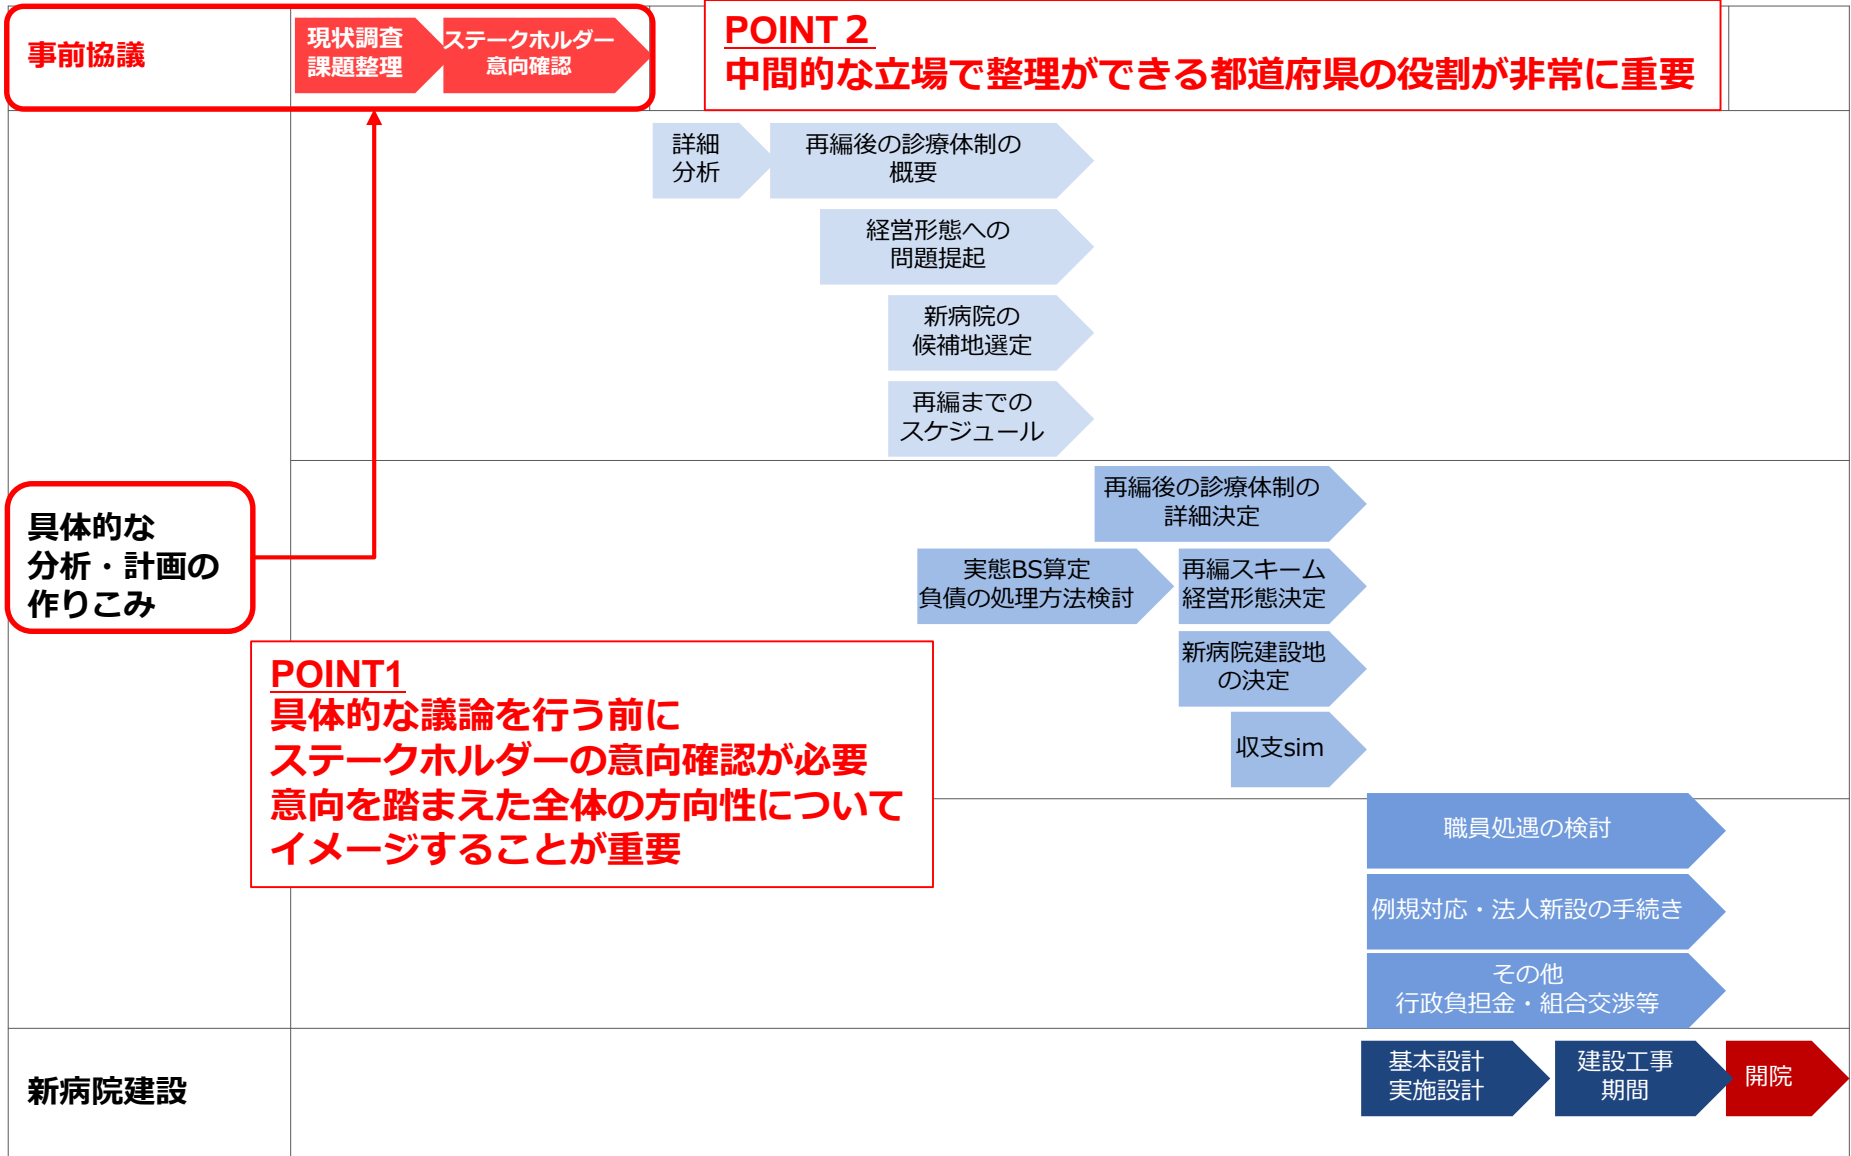 事前協議
現状調査
課題整理
ステークホルダー
意向確認
POINT２
中間的な立場で整理ができる都道府県の役割が非常に重要
詳細
分析
再編後の診療体制の
概要
経営形態への
問題提起
新病院の
候補地選定
再編までの
スケジュール
具体的な
分析・計画の
作りこみ
再編後の診療体制の
詳細決定
実態BS算定
負債の処理方法検討
再編スキーム
経営形態決定
新病院建設地
の決定
収支sim
POINT1
具体的な議論を行う前に
ステークホルダーの意向確認が必要
意向を踏まえた全体の方向性について
イメージすることが重要
職員処遇の検討
例規対応・法人新設の手続き
その他
行政負担金・組合交渉等
新病院建設
基本設計
実施設計
建設工事
期間
開院